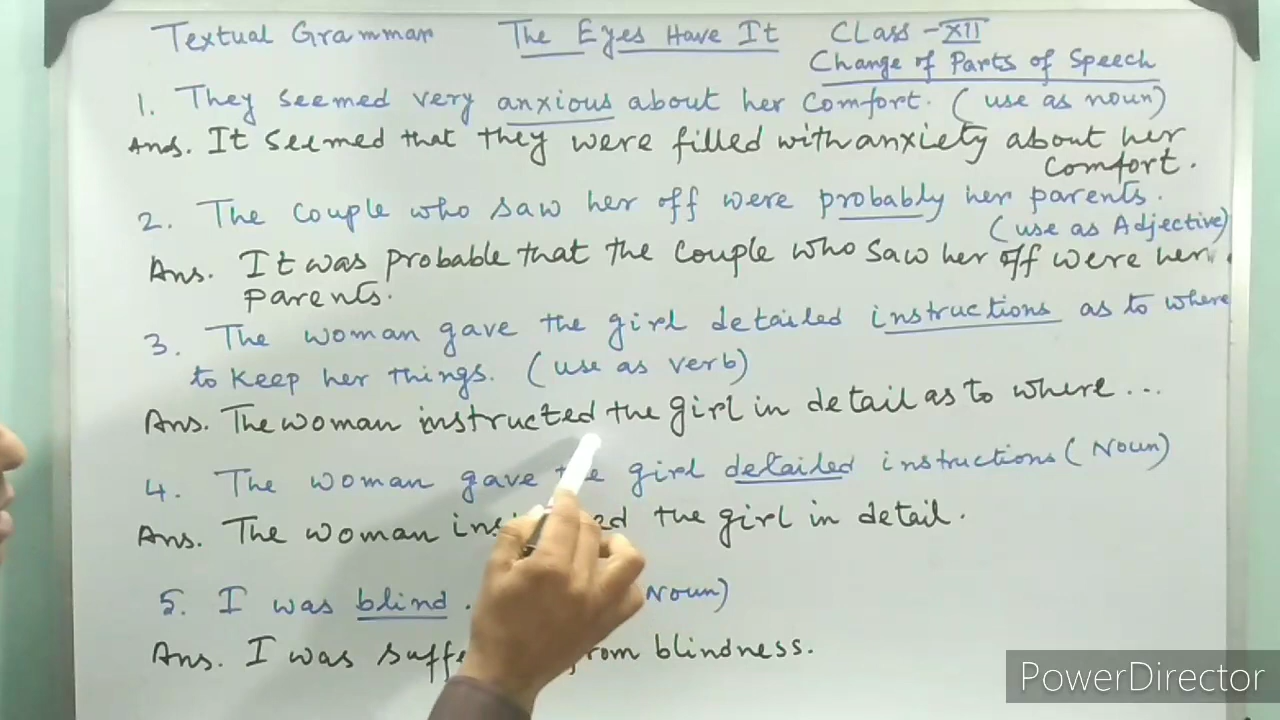 Textual Grammar The Eyes Have It Class - XII
Change of Parts of Speech
1. They seemed very anxious about her comfort. (use as noun)
Ans. It seemed that they were filled with anxiety about her
comfort.
2. The couple who saw her off were probably her parents.
(use as Adjective)
Ans. It was probable that the couple who saw her off were her
parents.
3. The woman gave the girl detailed instructions as to where
to keep her things. (use as verb)
Ans. The woman instructed the girl in detail as to where ...
4. The woman gave the girl detailed instructions (Noun)
Ans. The woman the girl in detail.
5. I was blind. Noun)
Ans. I was from blindness.
PowerDirector